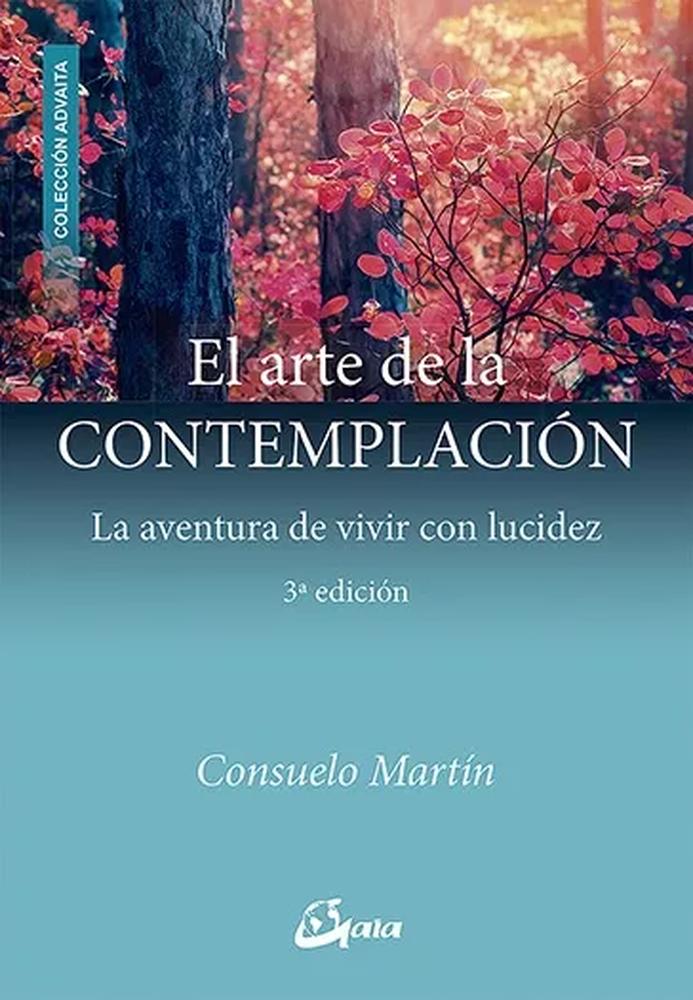 COLECCIÓN ADVAITA
El arte de la
CONTEMPLACIÓN
La aventura de vivir con lucidez
3ª edición
Consuelo Martín
Gaia